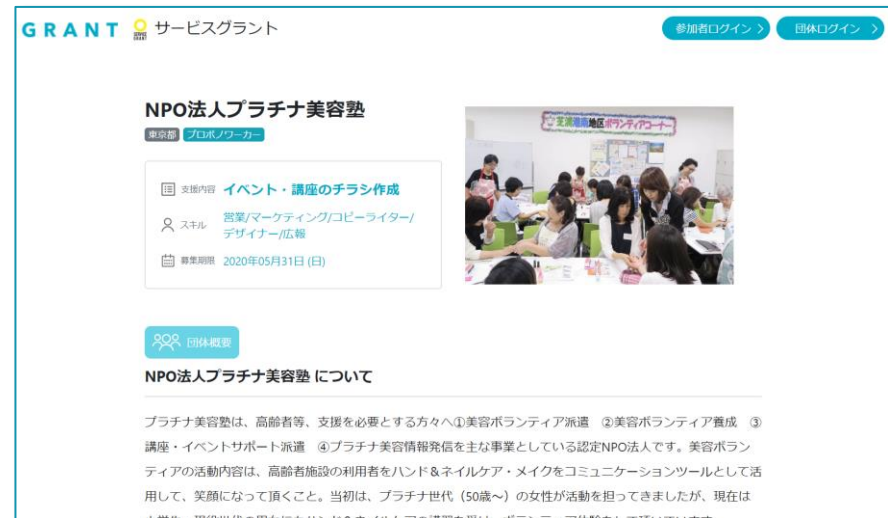 GRANT サービスグラント
参加者ログイン 団体ログイン
NPO法人プラチナ美容塾
東京都 プロボノワーカー
芝浦港南地区ボランティアコーナー
支援内容 イベント・講座のチラシ作成
スキル 営業/マーケティング/コピーライター/
デザイナー/広報
募集期限 2020年05月31日 (日)
団体概要
NPO法人プラチナ美容塾 について
プラチナ美容塾は、高齢者等、支援を必要とする方々へ①美容ボランティア派遣 ②美容ボランティア養成 ③
講座・イベントサポート派遣 ④プラチナ美容情報発信を主な事業としている認定NPO法人です。美容ボラン
ティアの活動内容は、高齢者施設の利用者をハンド&ネイルケア・メイクをコミュニケーションツールとして活
用して、笑顔になって頂くこと。当初は、プラチナ世代（50歳～）の女性が活動を担ってきましたが、現在は